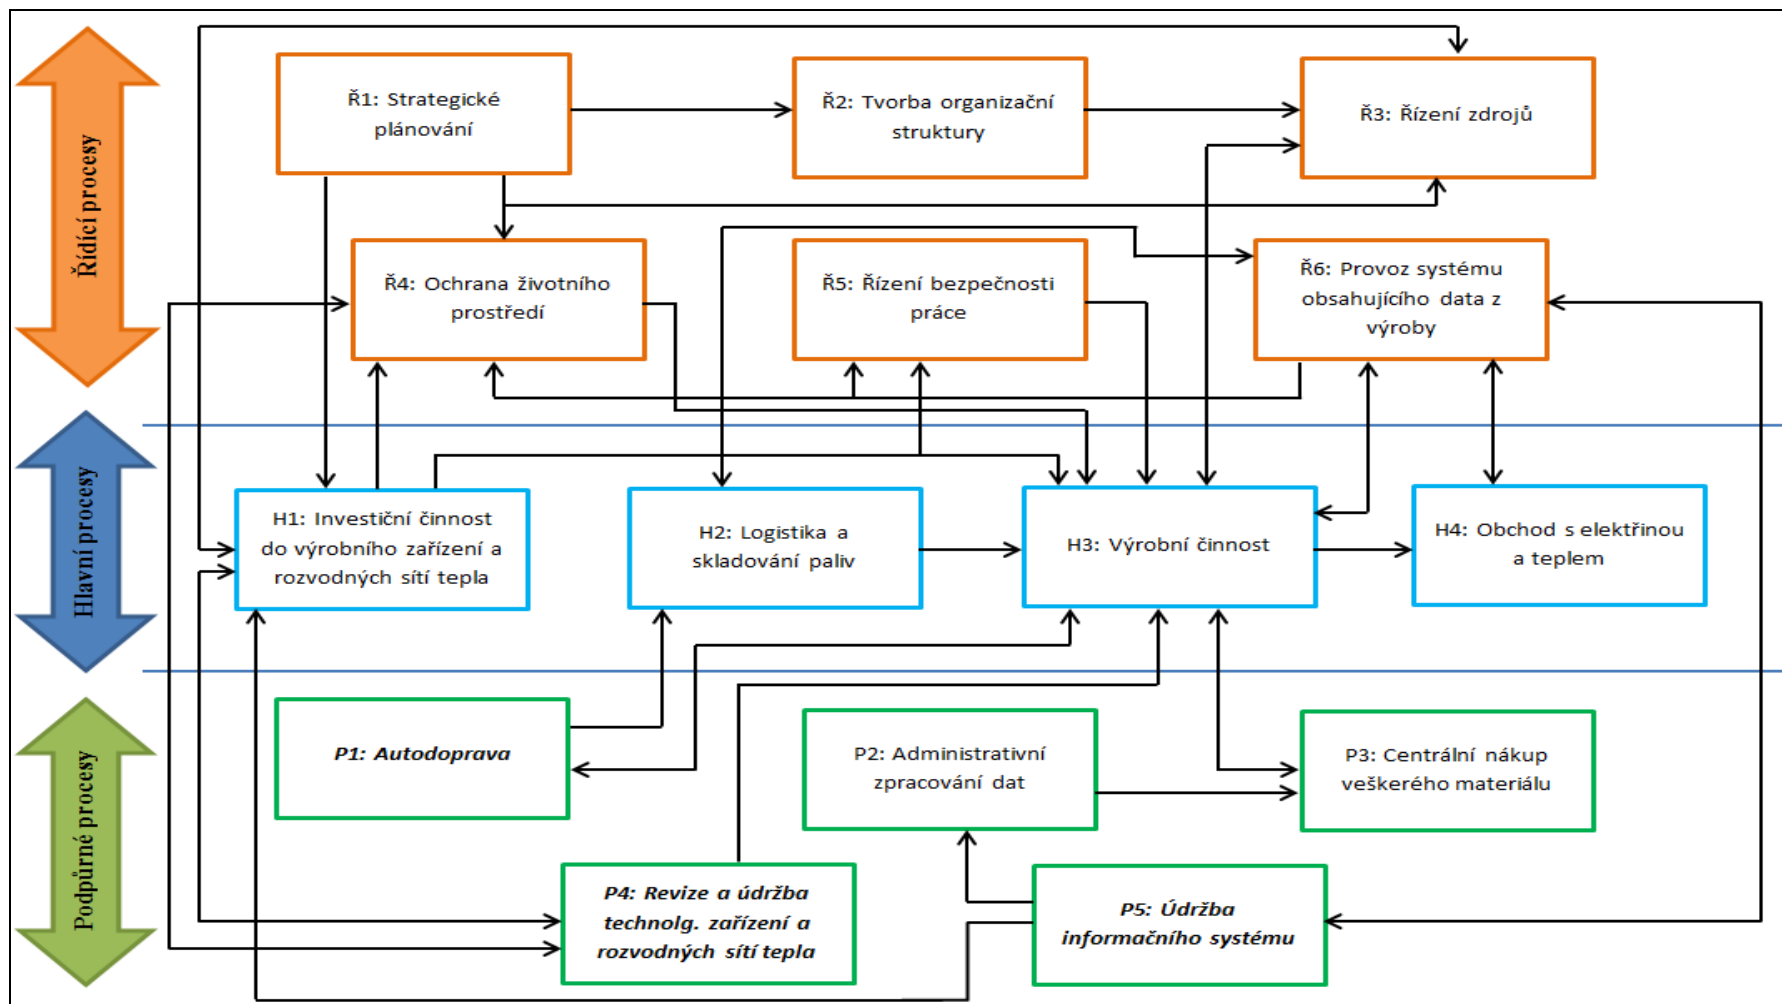 Řídící procesy
Ř1: Strategické
plánování
Ř2: Tvorba organizační
struktury
Ř3: Řízení zdrojů
Ř4: Ochrana životního
prostředí
Ř5: Řízení bezpečnosti
práce
Ř6: Provoz systému
obsahujícího data z
výroby
Hlavní procesy
H1: Investiční činnost
do výrobního zařízení a
rozvodných sítí tepla
H2: Logistika a
skladování paliv
H3: Výrobní činnost
H4: Obchod s elektřinou
a teplem
Podpůrné procesy
P1: Autodoprava
P2: Administrativní
zpracování dat
P3: Centrální nákup
veškerého materiálu
P4: Revize a údržba
technolg. zařízení a
rozvodných sítí tepla
P5: Údržba
informačního systému